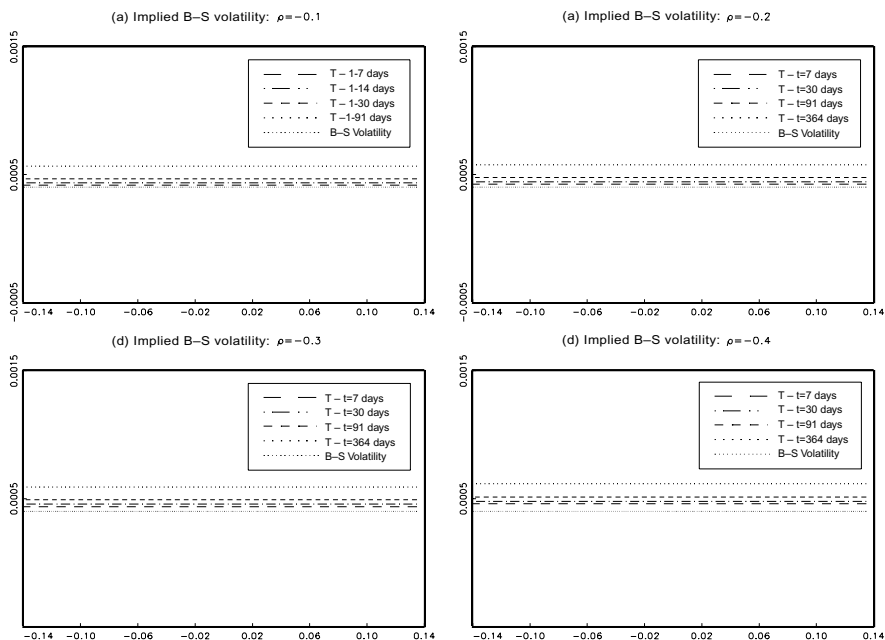 (a) Implied B–S volatility: ρ=−0.1
0.0015
0.0005
−0.0005
T – 1-7 days
T – 1-14 days
T – 1-30 days
T –1-91 days
B–S Volatility
−0.14 −0.10 −0.06 −0.02 0.02 0.06 0.10 0.14
(a) Implied B–S volatility: ρ=−0.2
0.0015
0.0005
−0.0005
T – t=7 days
T – t=30 days
T – t=91 days
T – t=364 days
B–S Volatility
−0.14 −0.10 −0.06 −0.02 0.02 0.06 0.10 0.14
(d) Implied B–S volatility: ρ=−0.3
0.0015
0.0005
T – t=7 days
T – t=30 days
T – t=91 days
T – t=364 days
B–S Volatility
−0.14 −0.10 −0.06 −0.02 0.02 0.06 0.10 0.14
(d) Implied B–S volatility: ρ=−0.4
0.0015
0.0005
T – t=7 days
T – t=30 days
T – t=91 days
T – t=364 days
B–S Volatility
−0.14 −0.10 −0.06 −0.02 0.02 0.06 0.10 0.14